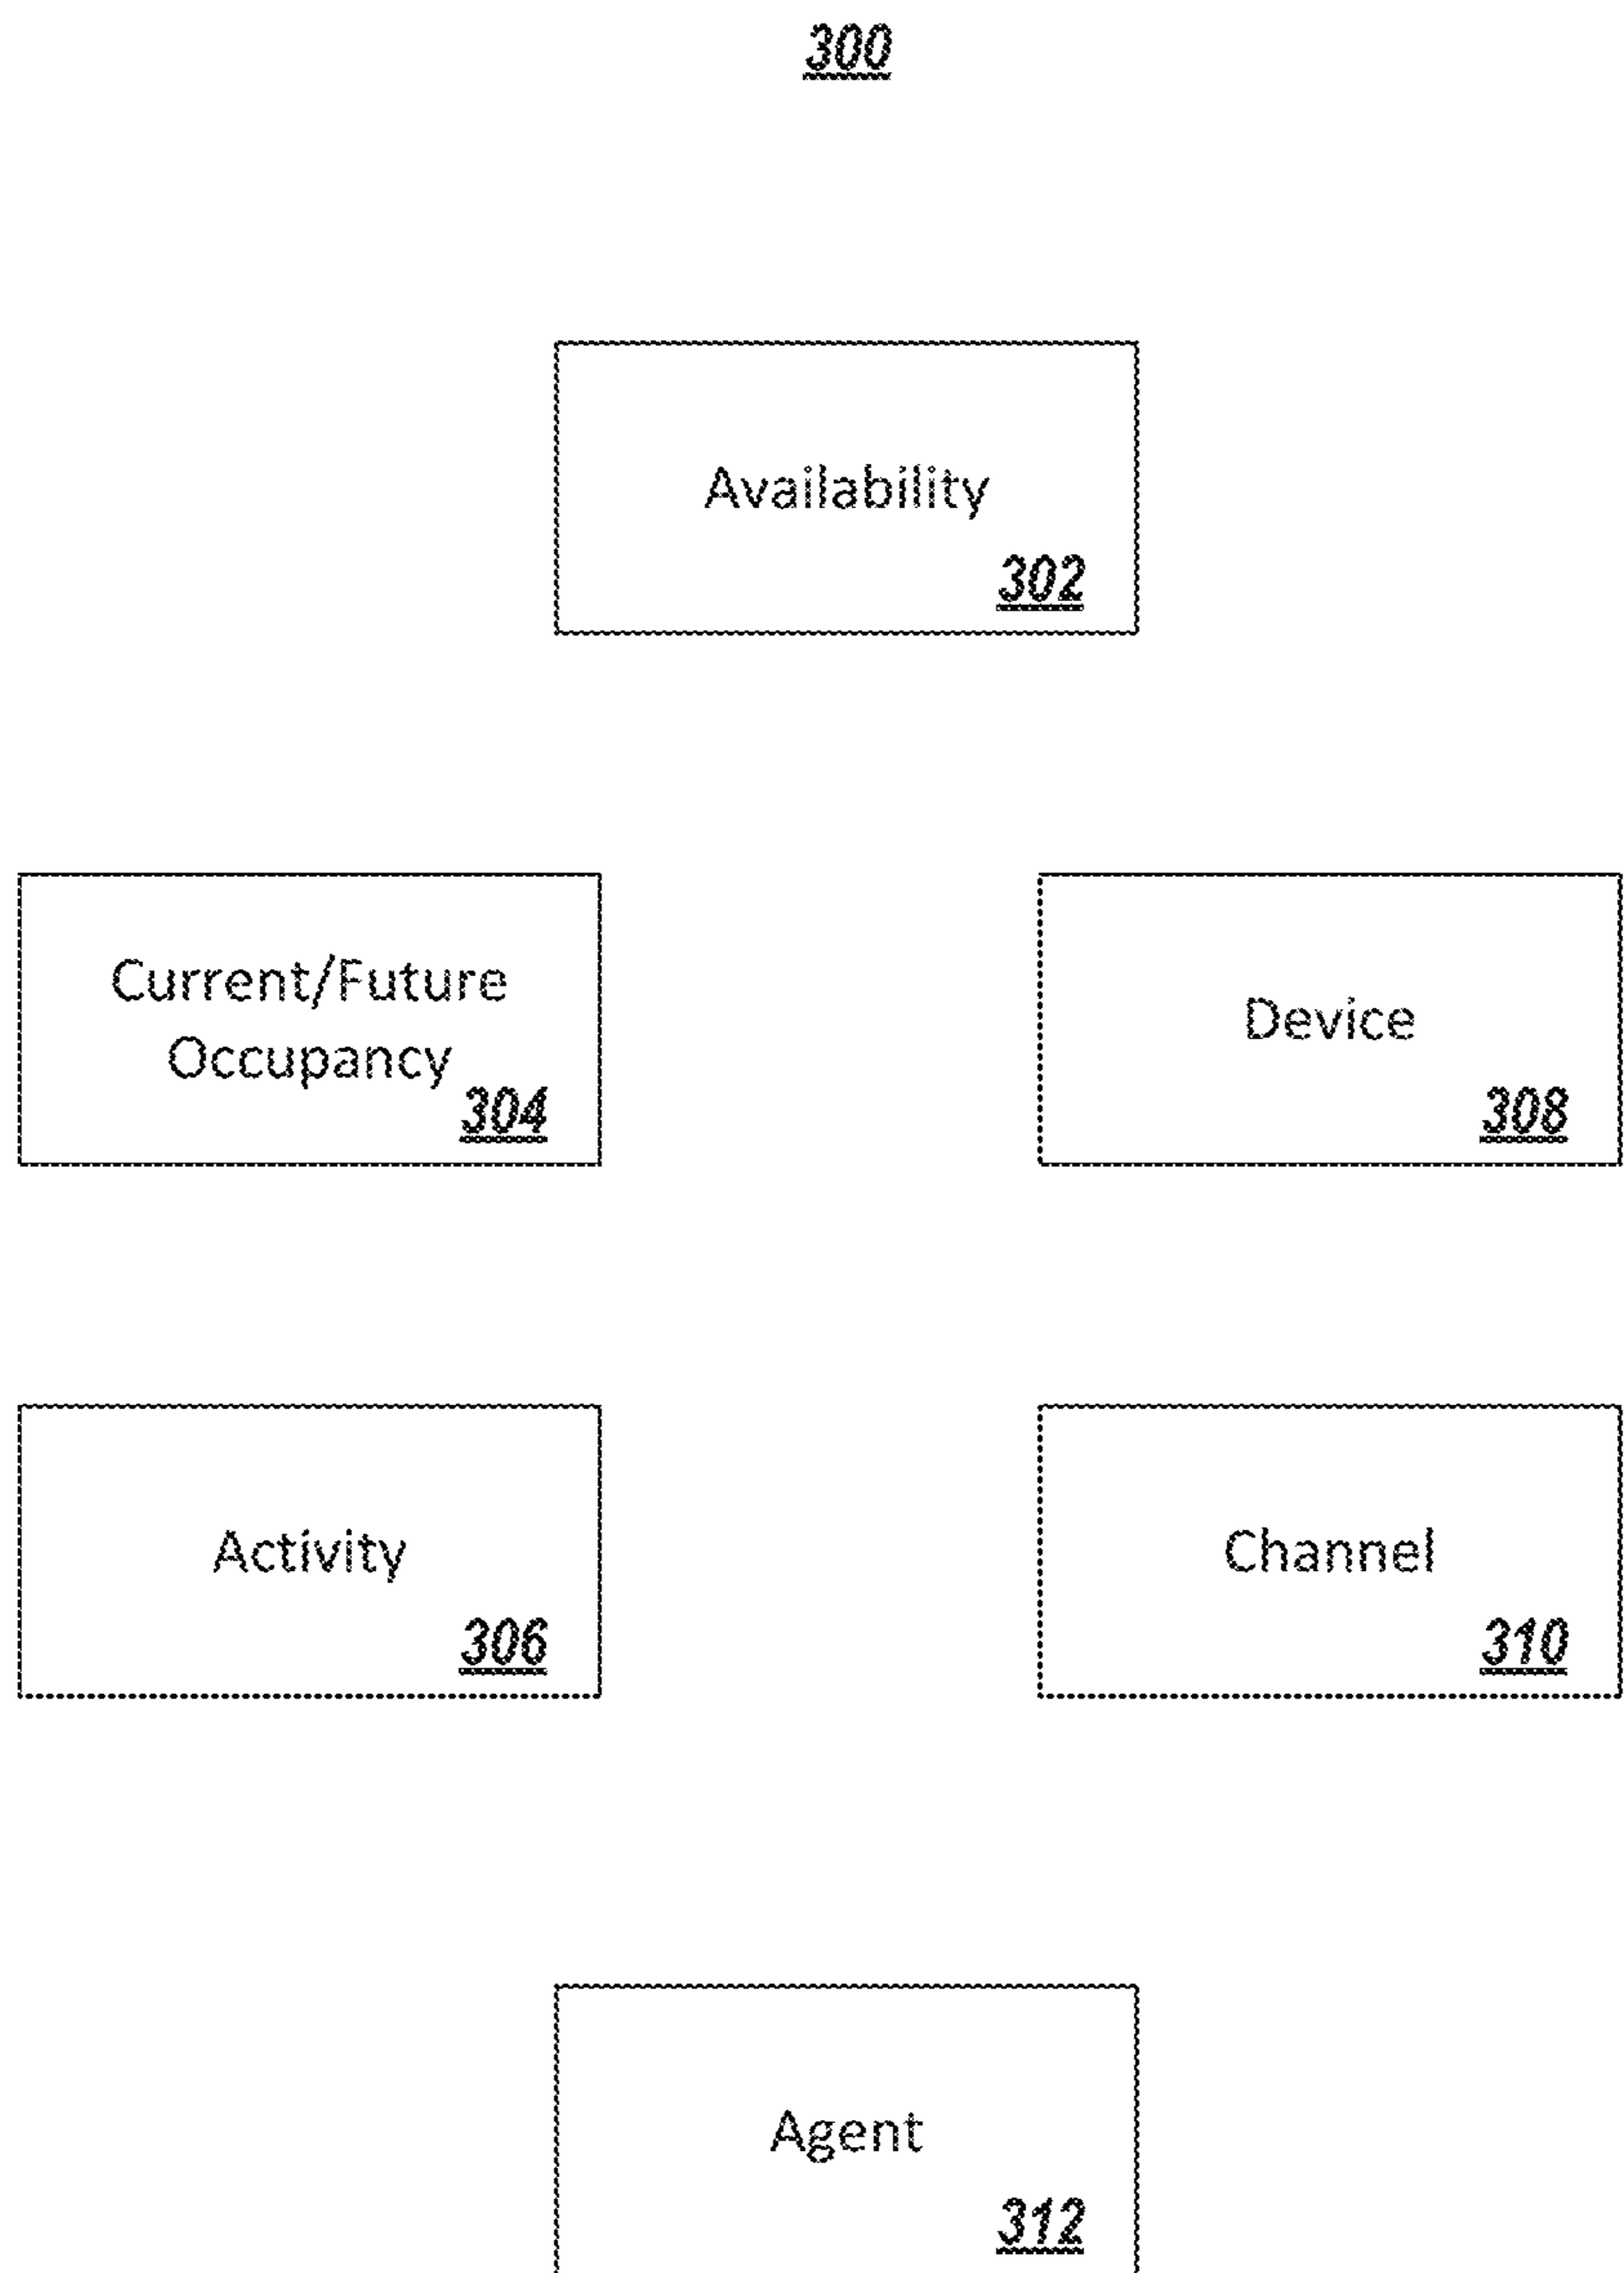 300
Availability
302
Current/Future
Occupancy
304
Device
308
Activity
306
Channel
310
Agent
312